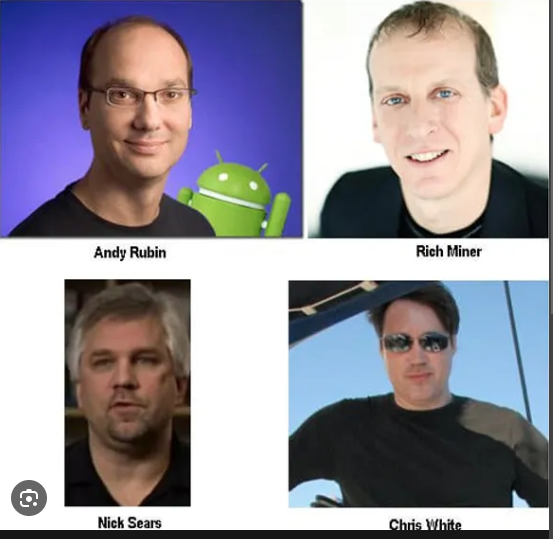 Andy Rubin
Rich Miner
Nick Sears
Chris White